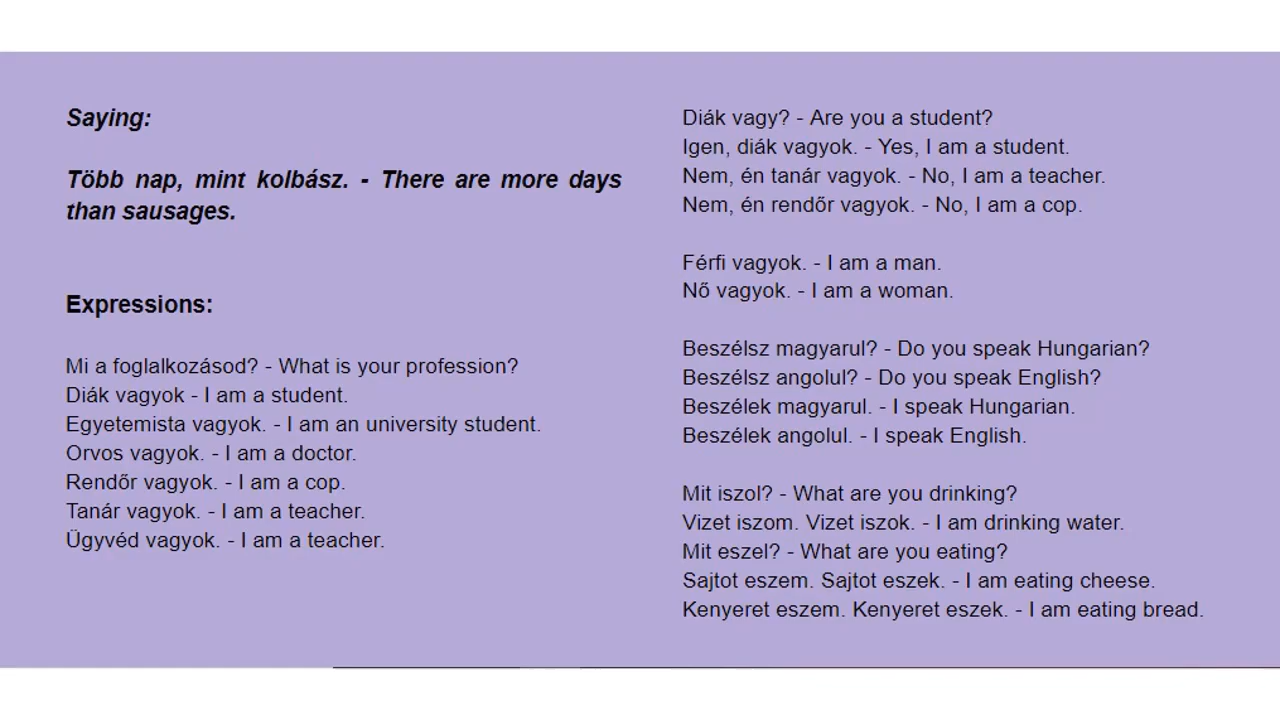 Saying:
Több nap, mint kolbász. - There are more days
than sausages.
Expressions:
Mi a foglalkozásod? - What is your profession?
Diák vagyok - I am a student.
Egyetemista vagyok. - I am an university student.
Orvos vagyok. - I am a doctor.
Rendőr vagyok. - I am a cop.
Tanár vagyok. - I am a teacher.
Ügyvéd vagyok. - I am a teacher.
Diák vagy? - Are you a student?
Igen, diák vagyok. - Yes, I am a student.
Nem, én tanár vagyok. - No, I am a teacher.
Nem, én rendőr vagyok. - No, I am a cop.
Férfi vagyok. - I am a man.
Nő vagyok. - I am a woman.
Beszélsz magyarul? - Do you speak Hungarian?
Beszélsz angolul? - Do you speak English?
Beszélek magyarul. - I speak Hungarian.
Beszélek angolul. - I speak English.
Mit iszol? - What are you drinking?
Vizet iszom. Vizet iszok. - I am drinking water.
Mit eszel? - What are you eating?
Sajtot eszem. Sajtot eszek. - I am eating cheese.
Kenyeret eszem. Kenyeret eszek. - I am eating bread.